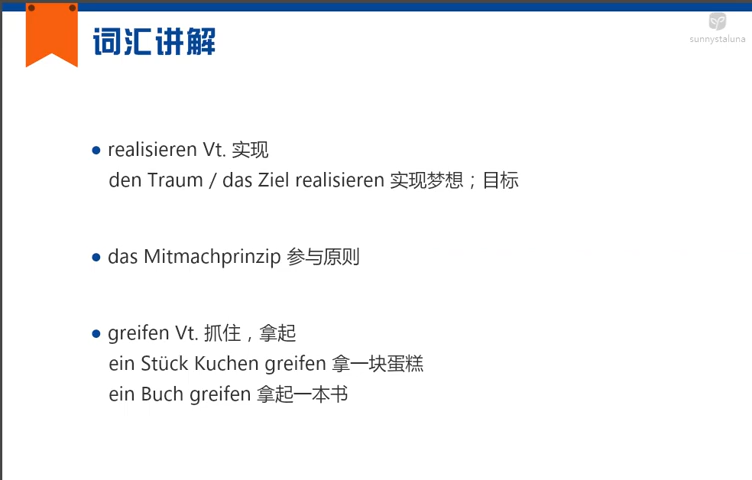 词汇讲解
sunnystaluna
● realisieren Vt. 实现
den Traum / das Ziel realisieren 实现梦想；目标
● das Mitmachprinzip 参与原则
● greifen Vt. 抓住，拿起
ein Stück Kuchen greifen 拿一块蛋糕
ein Buch greifen 拿起一本书